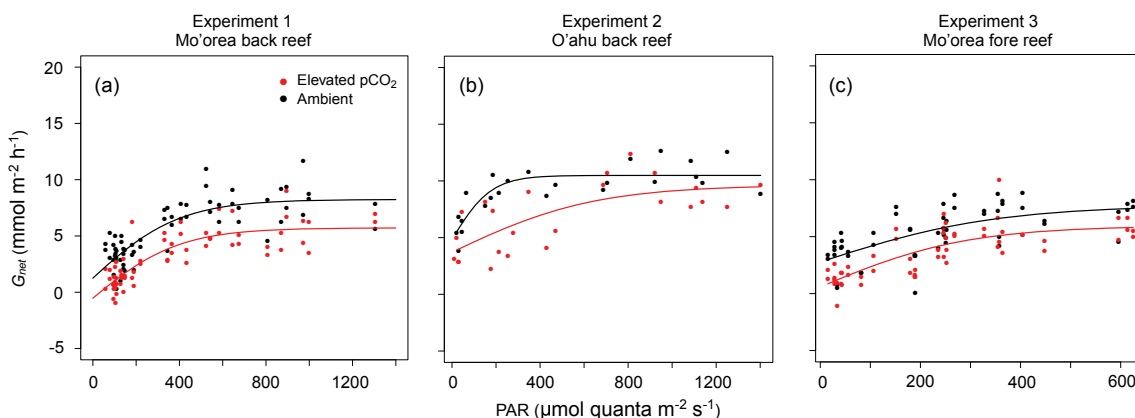 Experiment 1
Mo'orea back reef
Experiment 2
O'ahu back reef
Experiment 3
Mo'orea fore reef
(a)
Elevated pCO₂
Ambient
(b)
(c)
20
15
10
5
0
-5
G_net (mmol m⁻² h⁻¹)
0 400 800 1200
0 400 800 1200
0 200 400 600
PAR (µmol quanta m⁻² s⁻¹)